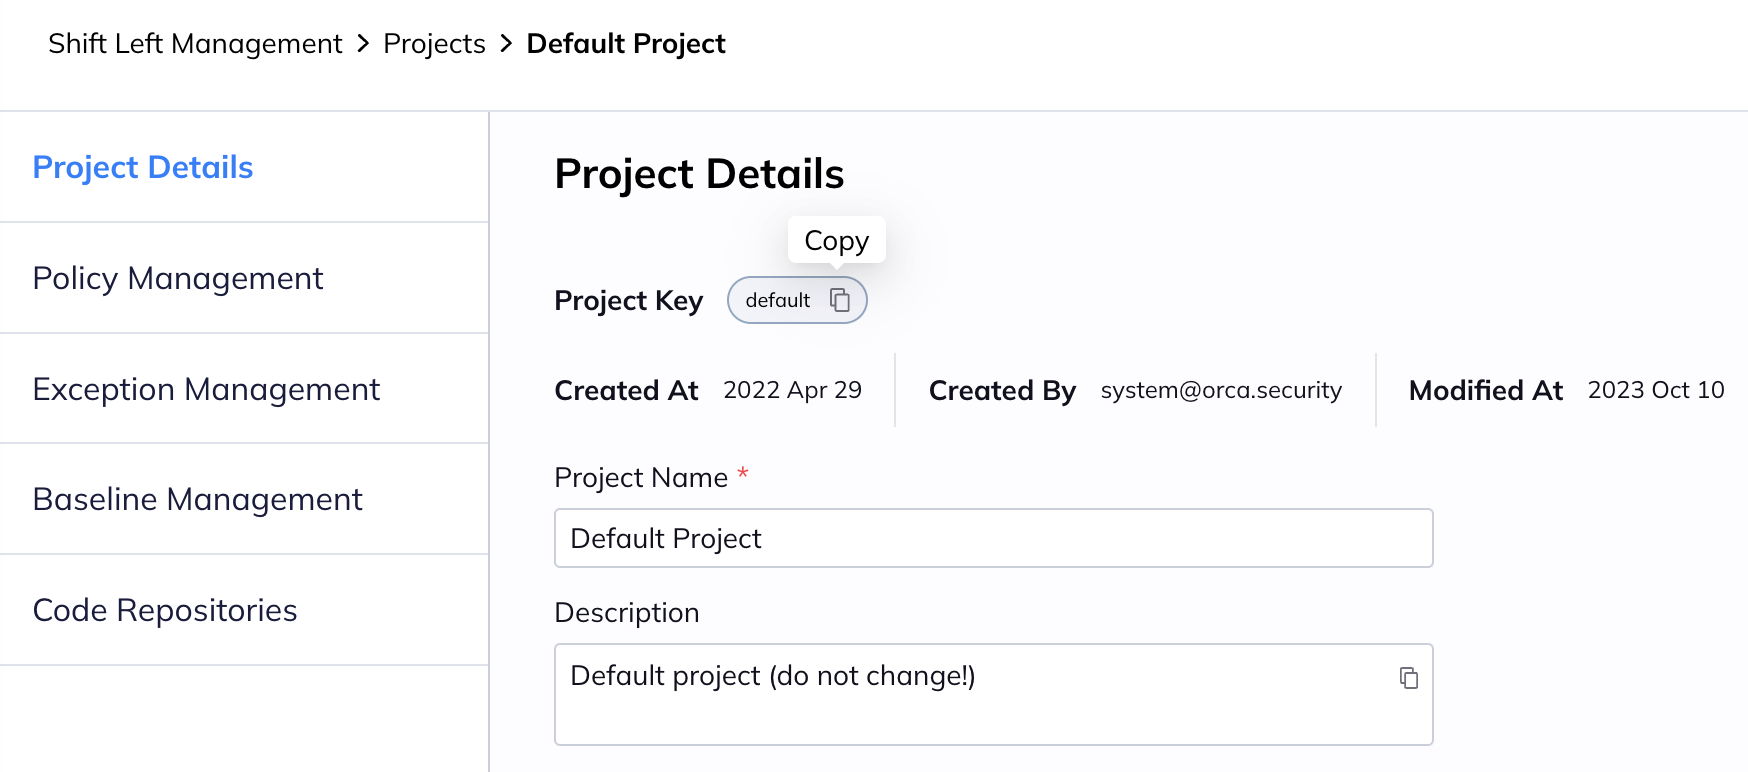 Shift Left Management > Projects > Default Project
Project Details
Policy Management
Exception Management
Baseline Management
Code Repositories
Project Details
Copy
Project Key default
Created At 2022 Apr 29 Created By system@orca.security Modified At 2023 Oct 10
Project Name *
Default Project
Description
Default project (do not change!)